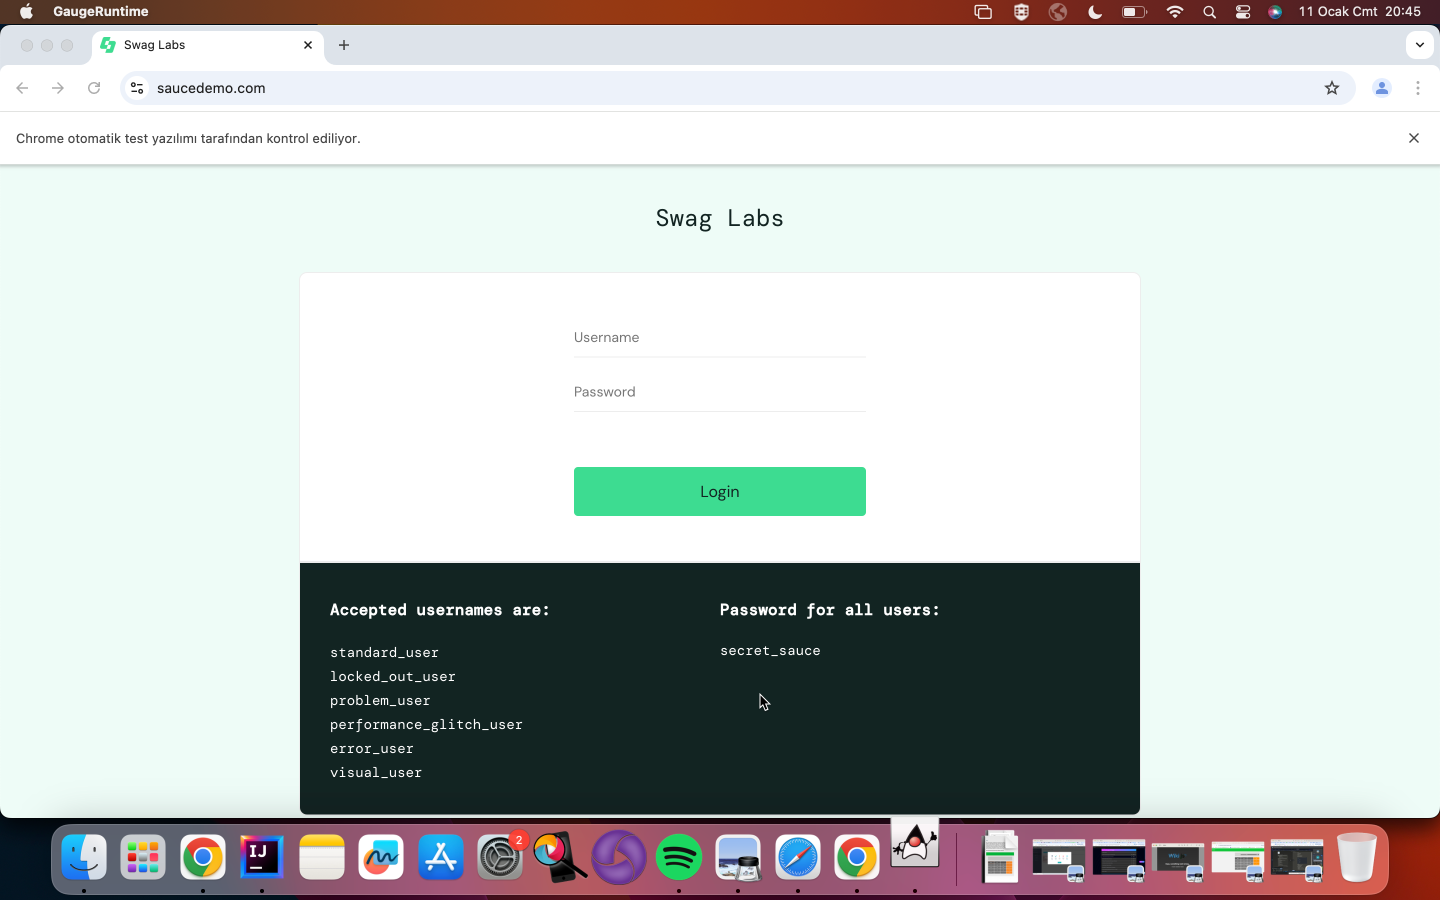 GaugeRuntime
11 Ocak Cmt 20:45
Swag Labs
saucedemo.com
Chrome otomatik test yazılımı tarafından kontrol ediliyor.
Swag Labs
Username
Password
Login
Accepted usernames are:
standard_user
locked_out_user
problem_user
performance_glitch_user
error_user
visual_user
Password for all users:
secret_sauce
IJ
2